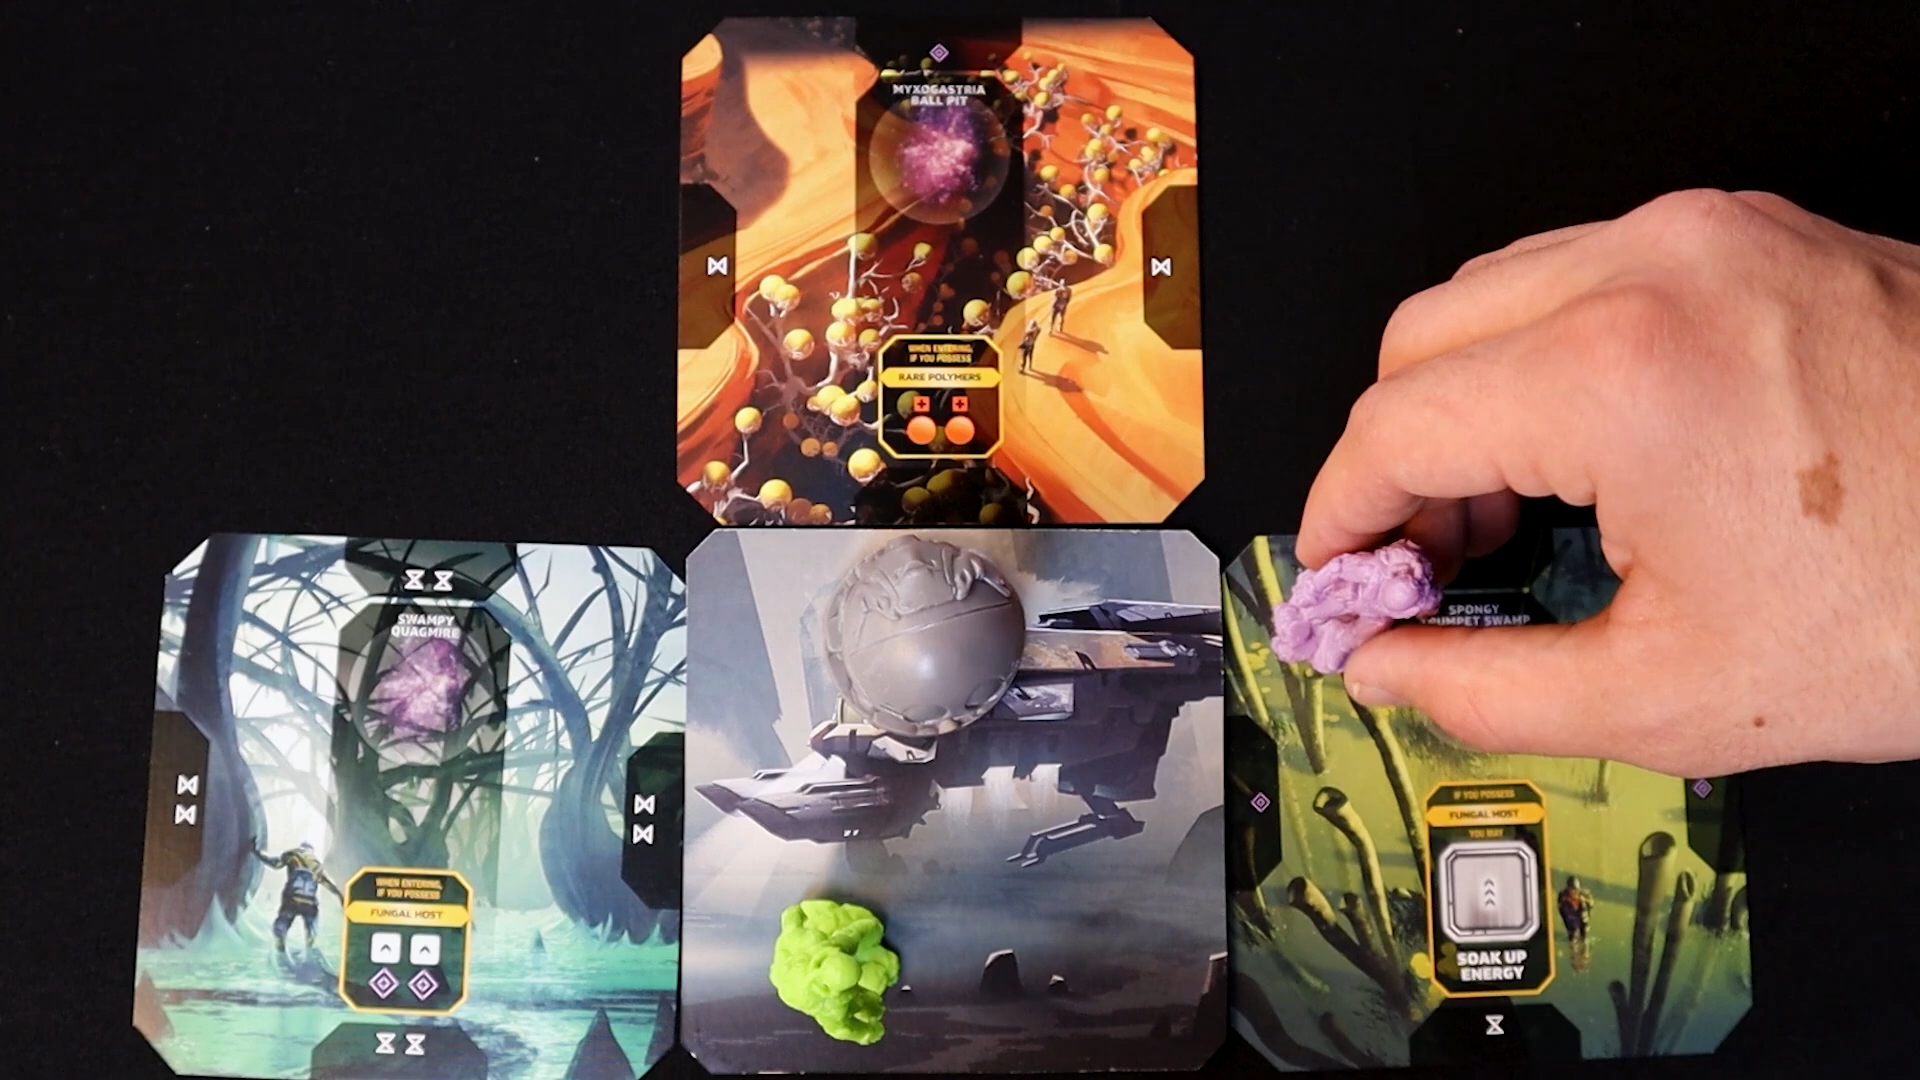 MYXOGASTRIA
BALL PIT
WHEN ENTERING,
IF YOU POSSESS
RARE POLYMERS
SWAMPY
QUAGMIRE
WHEN ENTERING,
IF YOU POSSESS
FUNGAL HOST
SPONGY
TRUMPET SWAMP
IF YOU POSSESS
FUNGAL HOST
YOU MAY
SOAK UP
ENERGY